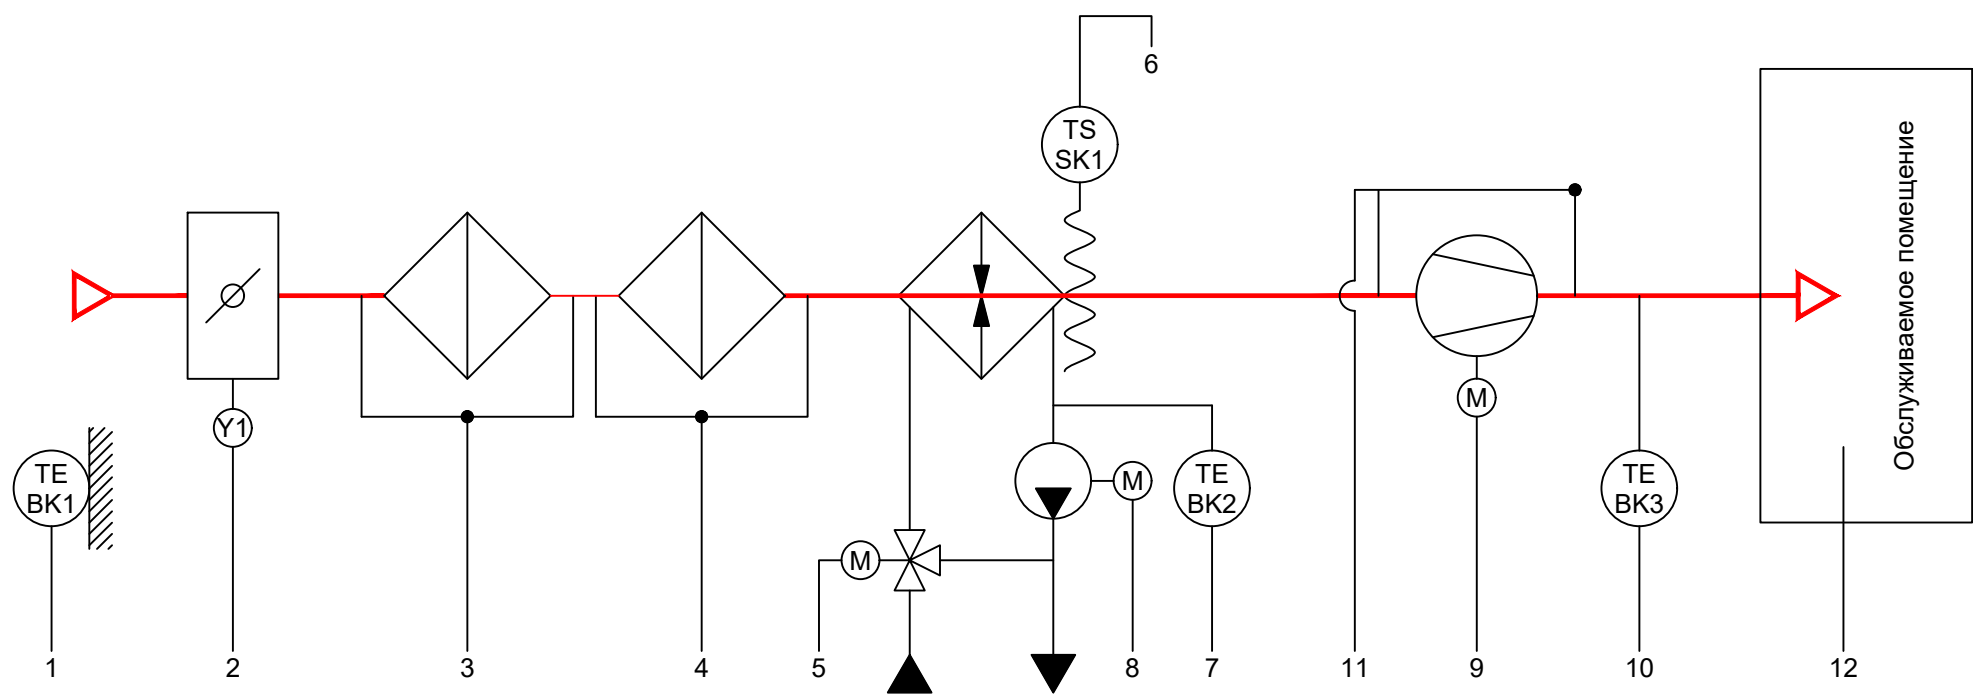 6
TS
SK1
Обслуживаемое помещение
M
Y1
TE
BK1
M
TE
BK2
TE
BK3
M
1
2
3
4
5
8
7
11
9
10
12